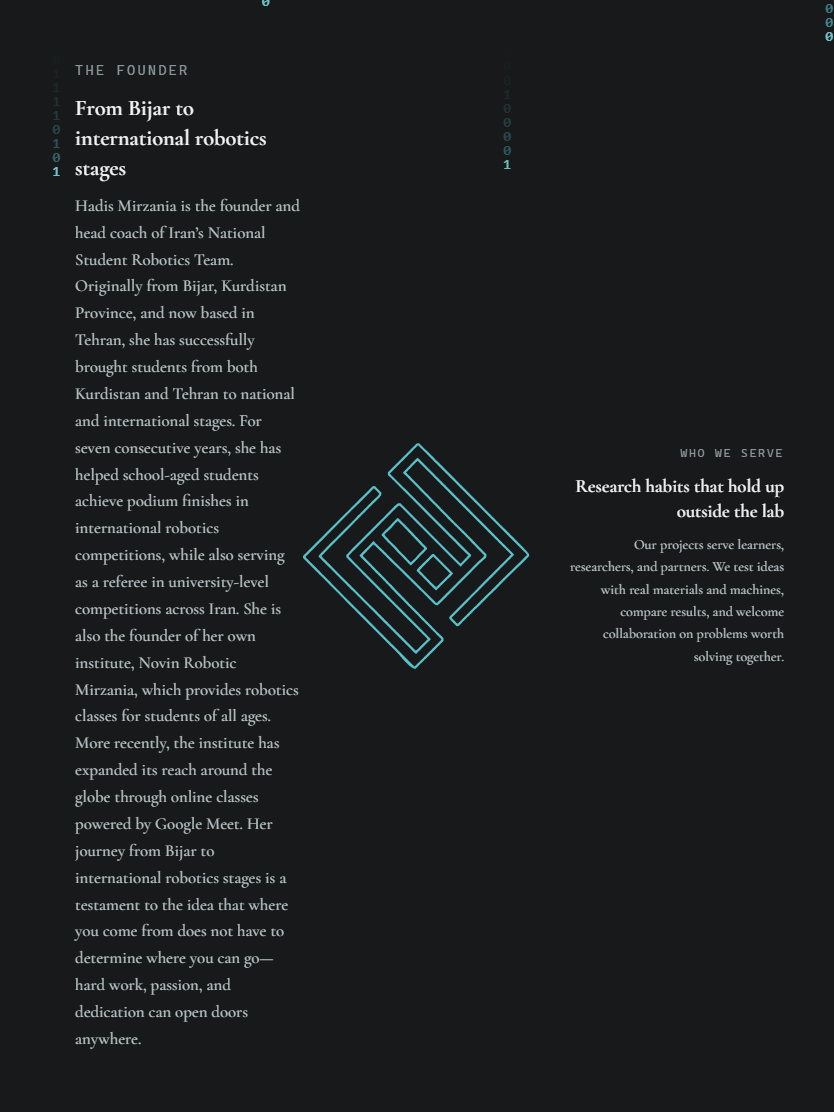 THE FOUNDER
From Bijar to
international robotics
stages
Hadis Mirzania is the founder and
head coach of Iran’s National
Student Robotics Team.
Originally from Bijar, Kurdistan
Province, and now based in
Tehran, she has successfully
brought students from both
Kurdistan and Tehran to national
and international stages. For
seven consecutive years, she has
helped school-aged students
achieve podium finishes in
international robotics
competitions, while also serving
as a referee in university-level
competitions across Iran. She is
also the founder of her own
institute, Novin Robotic
Mirzania, which provides robotics
classes for students of all ages.
More recently, the institute has
expanded its reach around the
globe through online classes
powered by Google Meet. Her
journey from Bijar to
international robotics stages is a
testament to the idea that where
you come from does not have to
determine where you can go—
hard work, passion, and
dedication can open doors
anywhere.
WHO WE SERVE
Research habits that hold up
outside the lab
Our projects serve learners,
researchers, and partners. We test ideas
with real materials and machines,
compare results, and welcome
collaboration on problems worth
solving together.